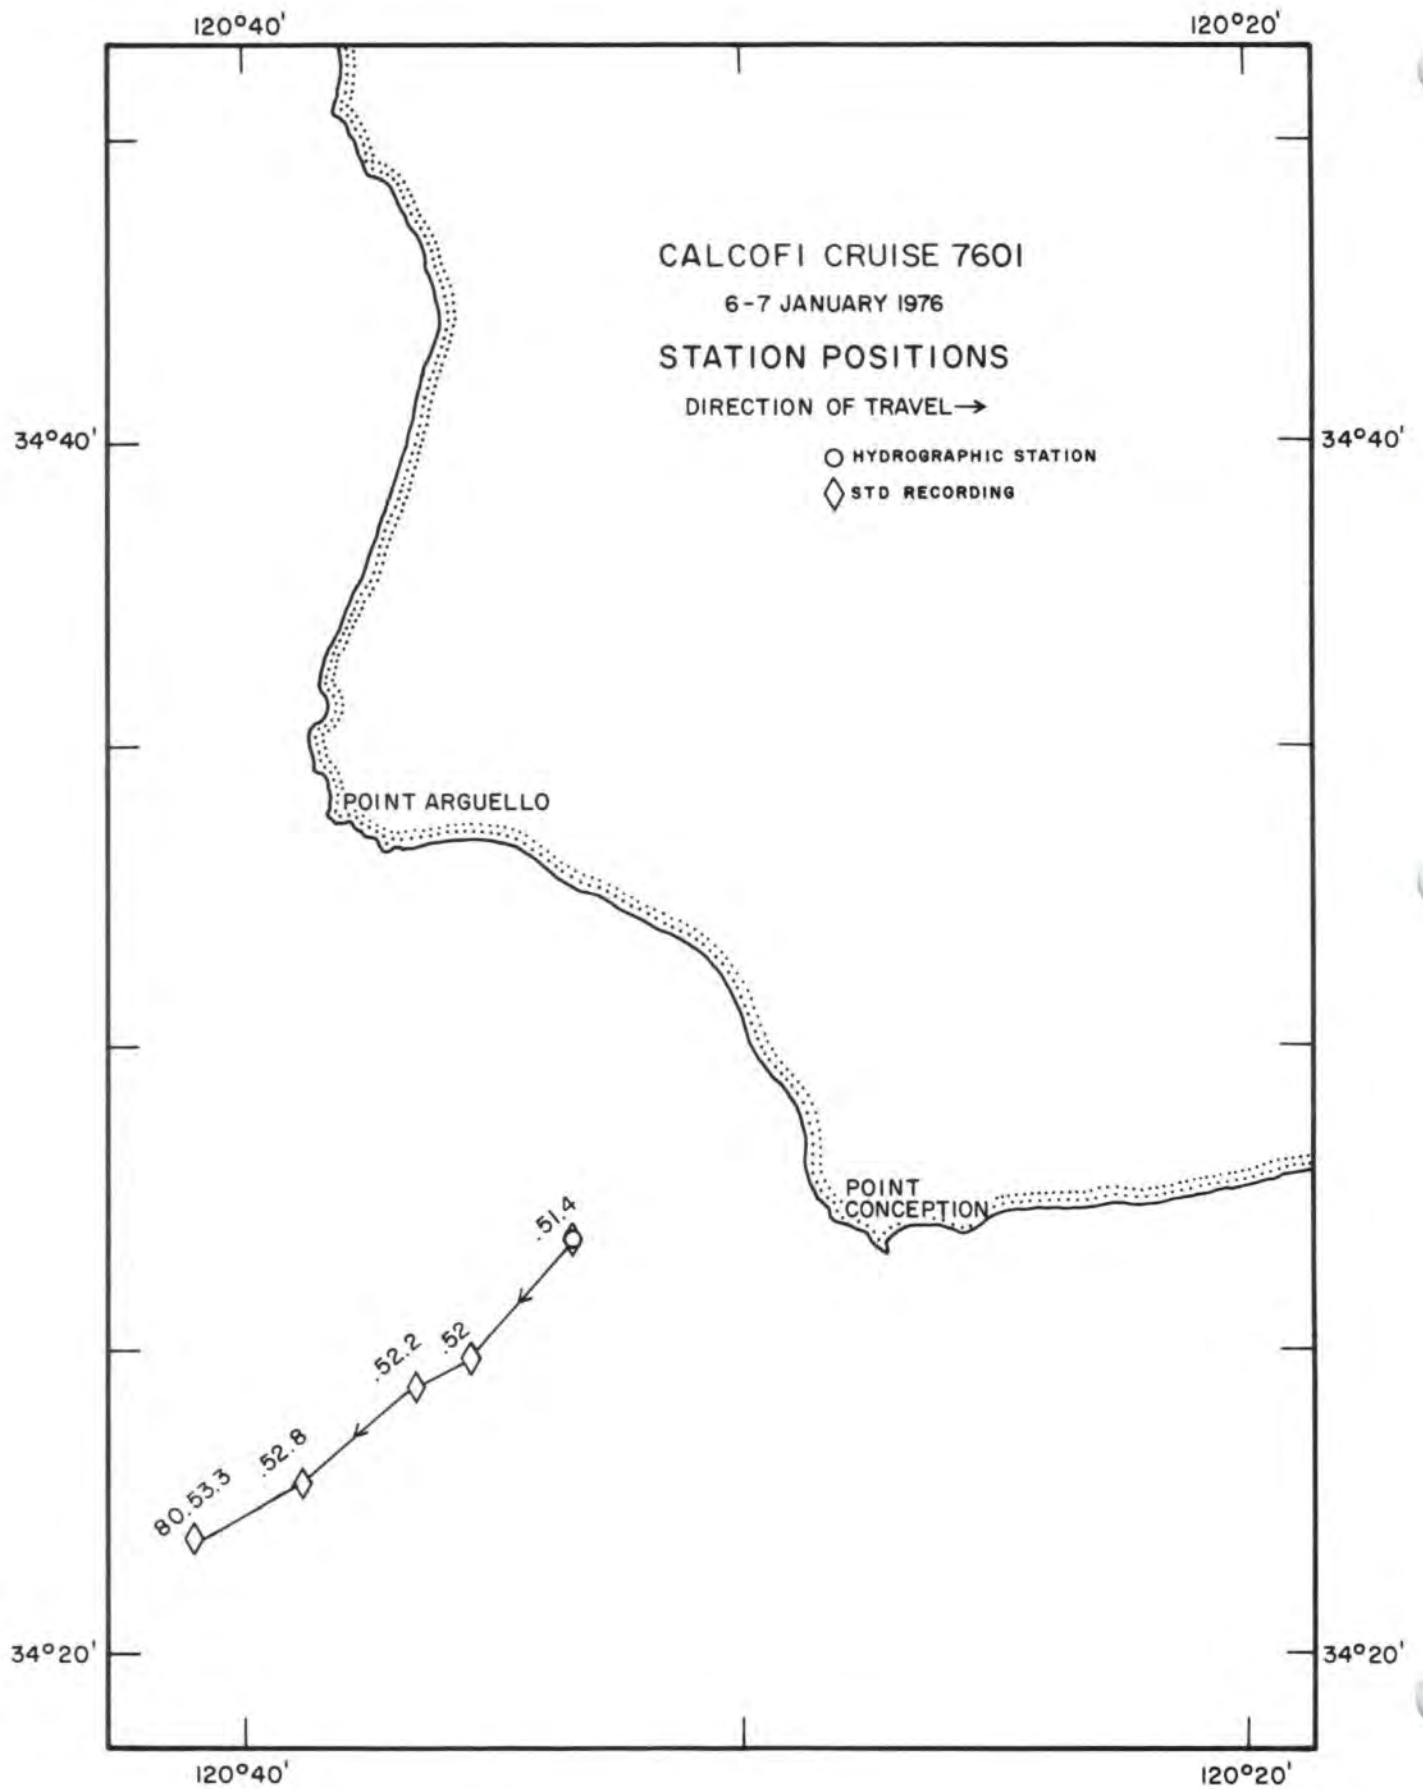 120°40'
120°20'
CALCOFI CRUISE 7601
6-7 JANUARY 1976
STATION POSITIONS
DIRECTION OF TRAVEL→
34°40'
34°40'
HYDROGRAPHIC STATION
STD RECORDING
POINT ARGUELLO
POINT
CONCEPTION
.51.4
.52
.52.2
.52.8
80.53.3
34°20'
34°20'
120°40'
120°20'